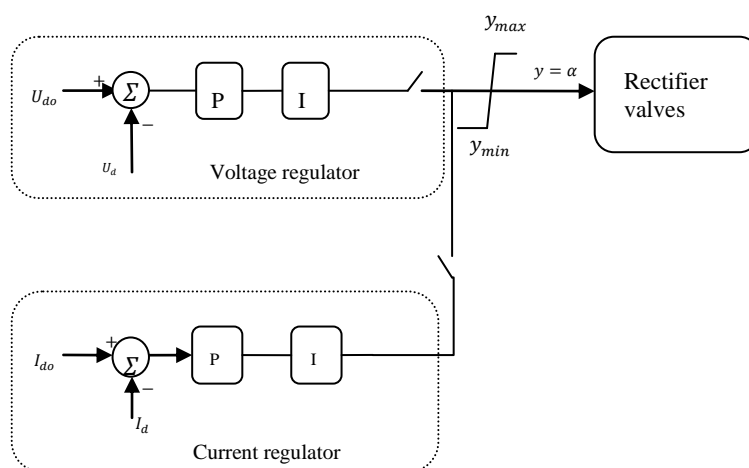 y_max
y = α
Rectifier
valves
+
U_do
Σ
P
I
−
y_min
U_d
Voltage regulator
+
I_do
Σ
P
I
−
I_d
Current regulator